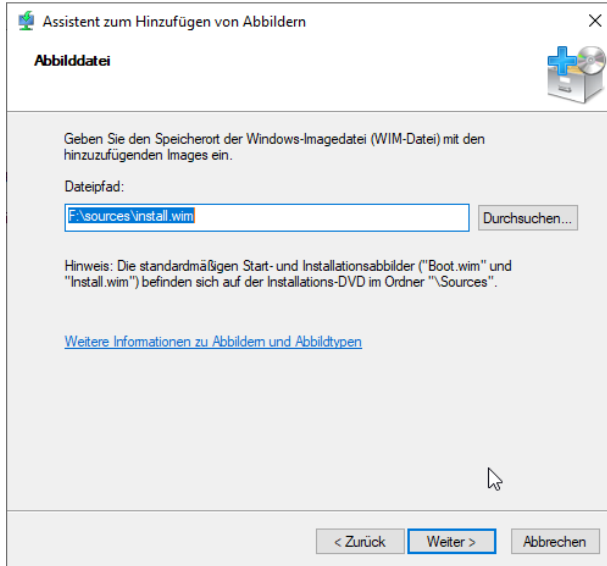 Assistent zum Hinzufügen von Abbildern
Abbilddatei
Geben Sie den Speicherort der Windows-Imagedatei (WIM-Datei) mit den
hinzuzufügenden Images ein.
Dateipfad:
F:\sources\install.wim
Durchsuchen...
Hinweis: Die standardmäßigen Start- und Installationsabbilder ("Boot.wim" und
"Install.wim") befinden sich auf der Installations-DVD im Ordner "\Sources".
Weitere Informationen zu Abbildern und Abbildtypen
< Zurück
Weiter >
Abbrechen